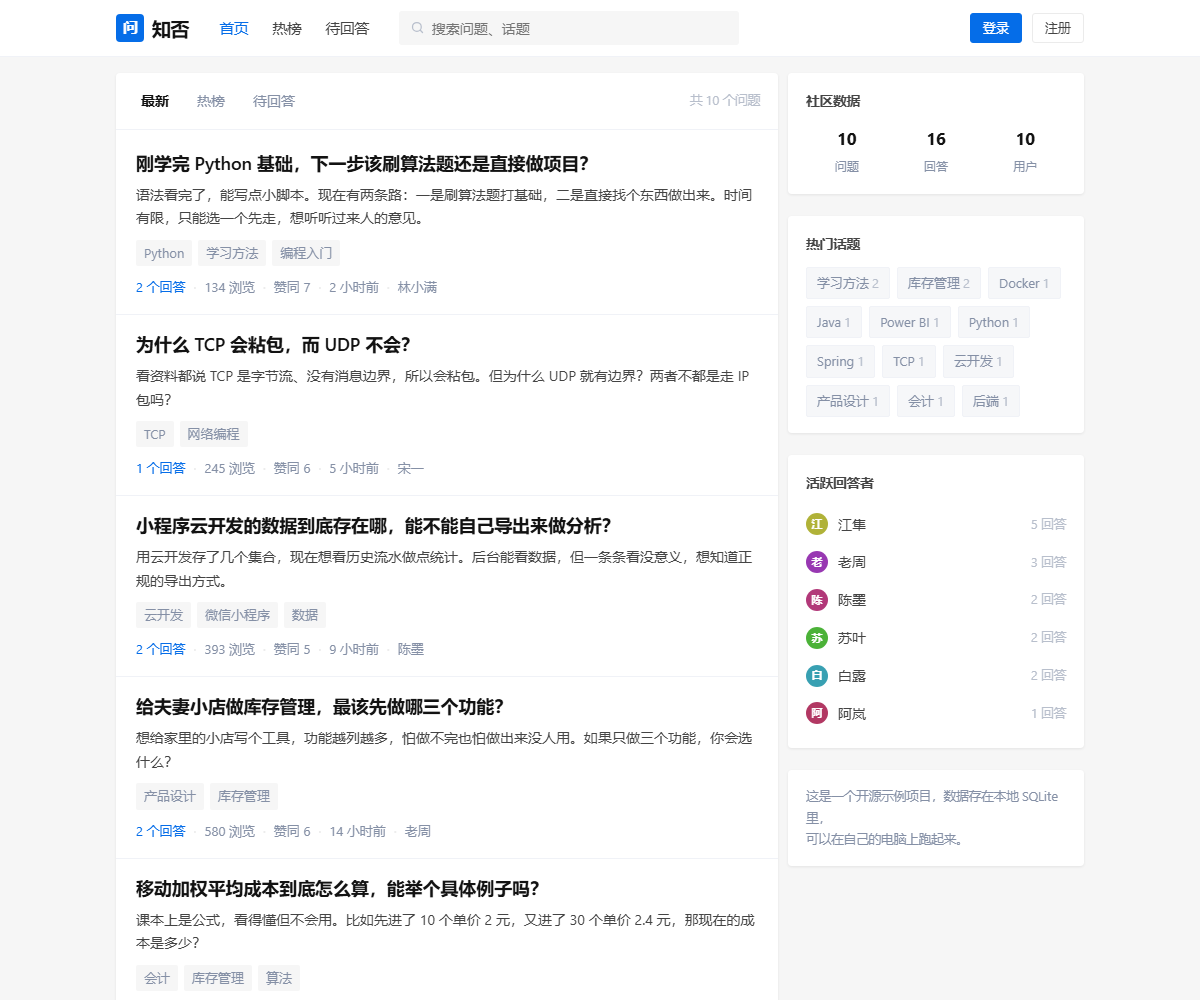 问 知否 首页 热榜 待回答 搜索问题、话题 登录 注册
最新 热榜 待回答 共 10 个问题
刚学完 Python 基础，下一步该刷算法题还是直接做项目？
语法看完了，能写点小脚本。现在有两条路：一是刷算法题打基础，二是直接找个东西做出来。时间
有限，只能选一个先走，想听听过来人的意见。
Python 学习方法 编程入门
2 个回答 · 134 浏览 · 赞同 7 · 2 小时前 · 林小满
为什么 TCP 会粘包，而 UDP 不会？
看资料都说 TCP 是字节流、没有消息边界，所以会粘包。但为什么 UDP 就有边界？两者不都是走 IP
包吗？
TCP 网络编程
1 个回答 · 245 浏览 · 赞同 6 · 5 小时前 · 宋一
小程序云开发的数据到底存在哪，能不能自己导出来做分析？
用云开发存了几个集合，现在想看历史流水做点统计。后台能看数据，但一条条看没意义，想知道正
规的导出方式。
云开发 微信小程序 数据
2 个回答 · 393 浏览 · 赞同 5 · 9 小时前 · 陈墨
给夫妻小店做库存管理，最该先做哪三个功能？
想给家里的小店写个工具，功能越列越多，怕做不完也怕做出来没人用。如果只做三个功能，你会选
什么？
产品设计 库存管理
2 个回答 · 580 浏览 · 赞同 6 · 14 小时前 · 老周
移动加权平均成本到底怎么算，能举个具体例子吗？
课本上是公式，看得懂但不会用。比如先进了 10 个单价 2 元，又进了 30 个单价 2.4 元，那现在的成
本是多少？
会计 库存管理 算法
社区数据
10 16 10
问题 回答 用户
热门话题
学习方法 2 库存管理 2 Docker 1
Java 1 Power BI 1 Python 1
Spring 1 TCP 1 云开发 1
产品设计 1 会计 1 后端 1
活跃回答者
江 江隼 5 回答
老 老周 3 回答
陈 陈墨 2 回答
苏 苏叶 2 回答
白 白露 2 回答
阿 阿岚 1 回答
这是一个开源示例项目，数据存在本地 SQLite
里，
可以在自己的电脑上跑起来。